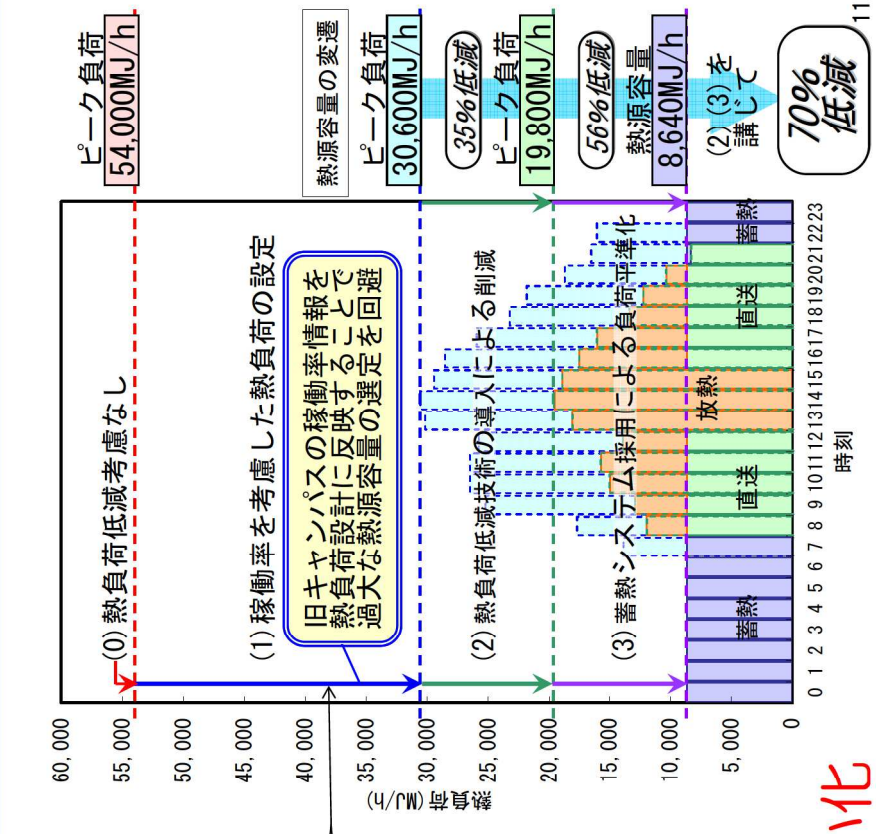 60,000
55,000
50,000
45,000
40,000
35,000
30,000
25,000
20,000
15,000
10,000
5,000
0
熱負荷(MJ/h)
(0) 熱負荷低減考慮なし
(1) 稼働率を考慮した熱負荷の設定
旧キャンパスの稼働率情報を
熱負荷設計に反映することで
過大な熱源容量の選定を回避
(2) 熱負荷低減技術の導入による削減
(3) 蓄熱システム採用による負荷平準化
蓄熱
直送
放熱
直送
蓄熱
0 1 2 3 4 5 6 7 8 9 10 11 12 13 14 15 16 17 18 19 20 21 22 23
時刻
ピーク負荷
54,000MJ/h
熱源容量の変遷
ピーク負荷
30,600MJ/h
35%低減
ピーク負荷
19,800MJ/h
56%低減
熱源容量
8,640MJ/h
(2)(3)を
講じて
70%
低減
11
化